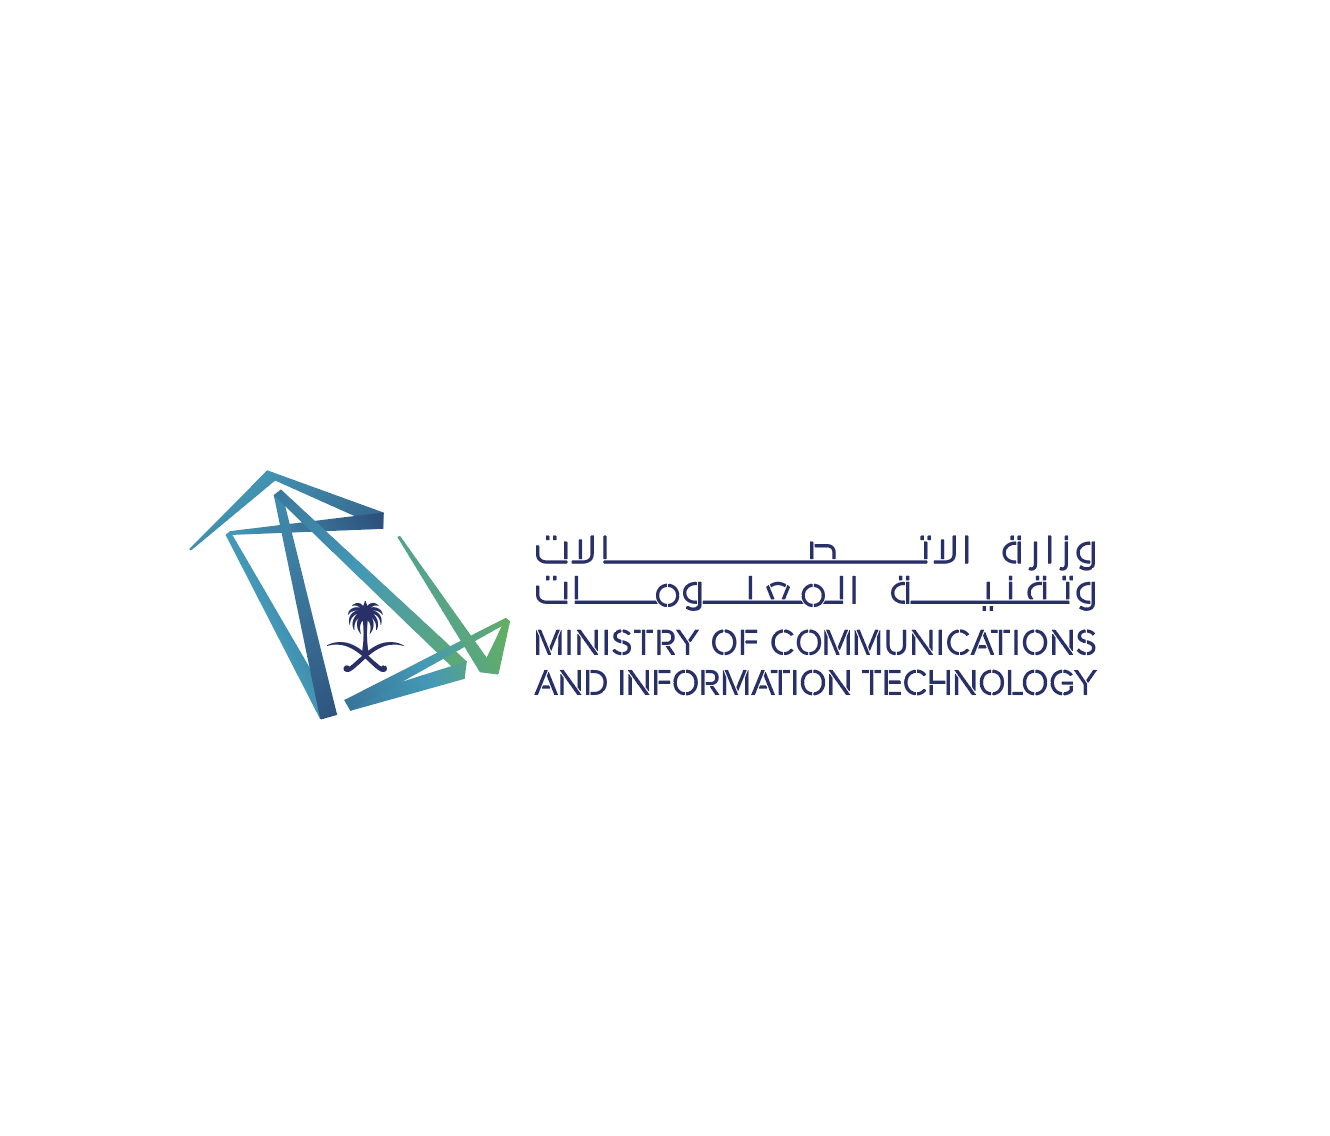 وزارة الاتصالات
وتقنية المعلومات
MINISTRY OF COMMUNICATIONS
AND INFORMATION TECHNOLOGY